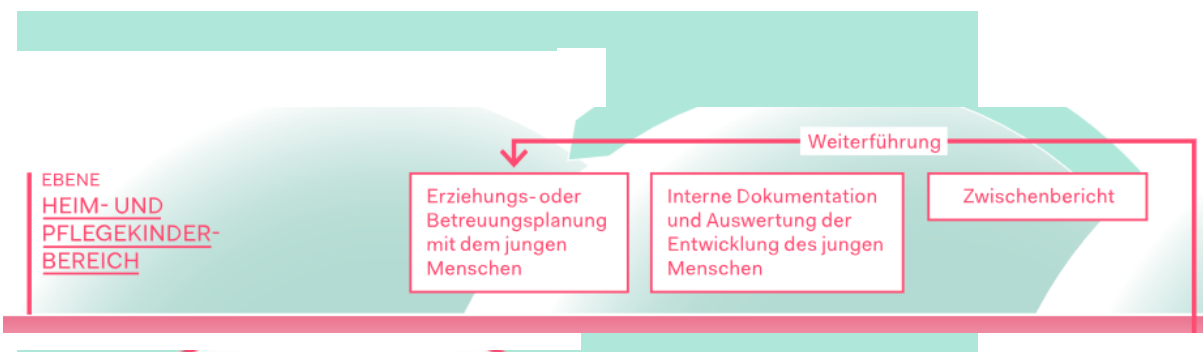 Weiterführung
EBENE
HEIM- UND
PFLEGEKINDER-
BEREICH
Erziehungs- oder
Betreuungsplanung
mit dem jungen
Menschen
Interne Dokumentation
und Auswertung der
Entwicklung des jungen
Menschen
Zwischenbericht